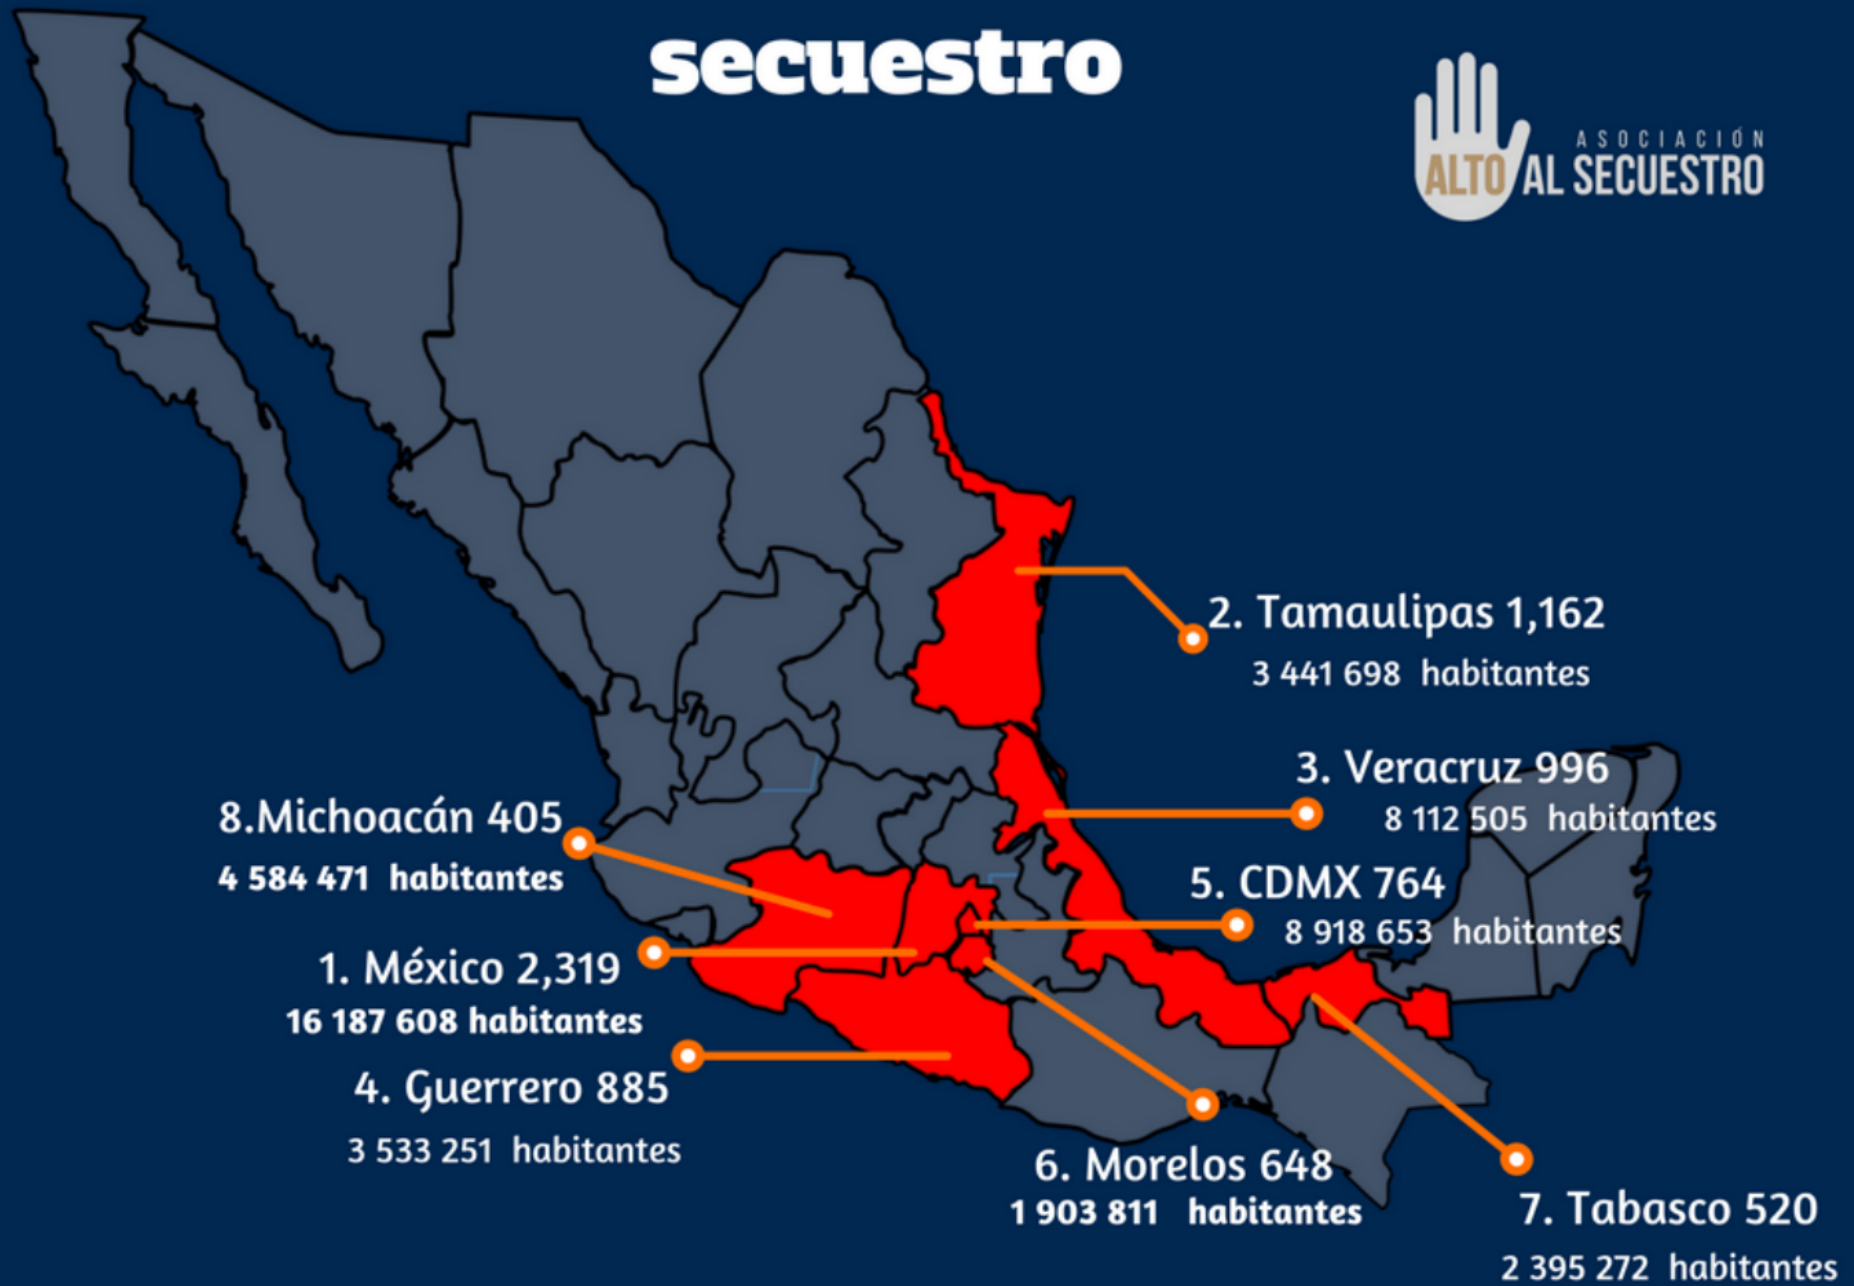 secuestro
ASOCIACIÓN
ALTO AL SECUESTRO
2. Tamaulipas 1,162
3 441 698 habitantes
3. Veracruz 996
8 112 505 habitantes
8.Michoacán 405
4 584 471 habitantes
5. CDMX 764
8 918 653 habitantes
1. México 2,319
16 187 608 habitantes
4. Guerrero 885
3 533 251 habitantes
6. Morelos 648
1 903 811 habitantes
7. Tabasco 520
2 395 272 habitantes